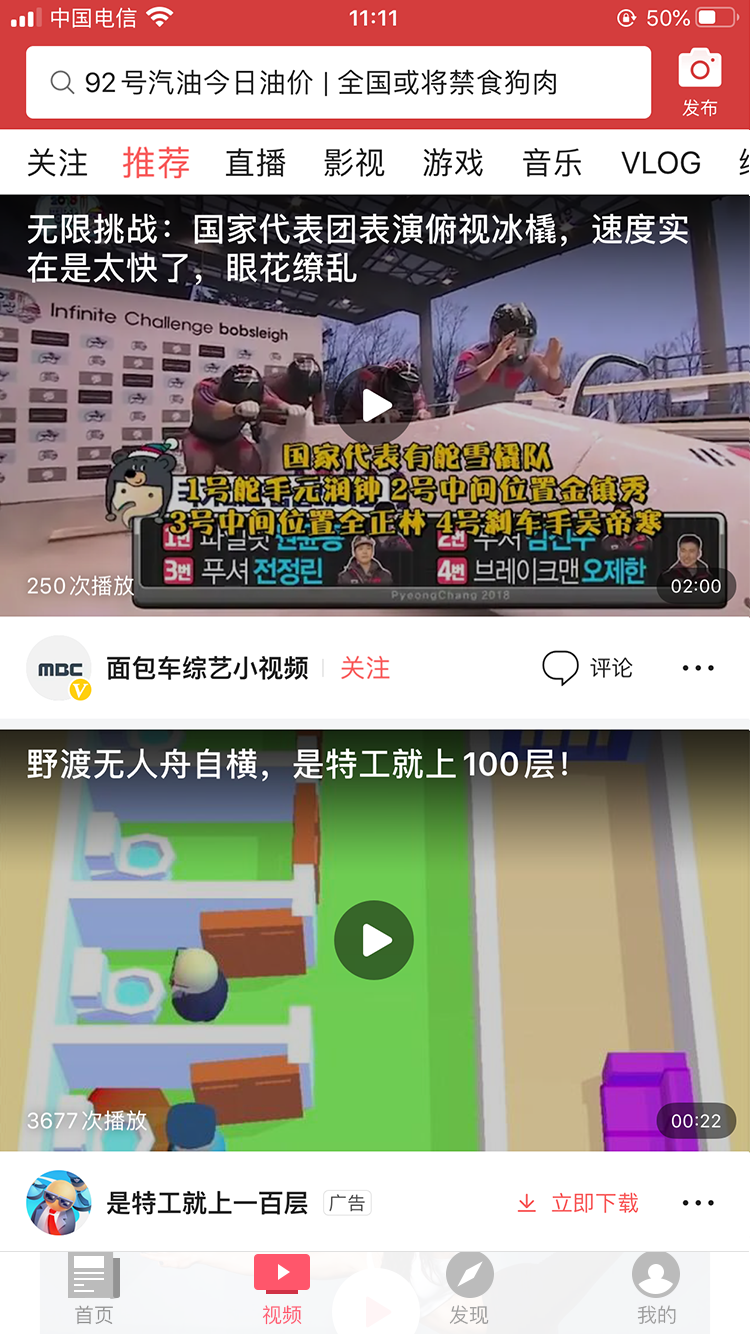 中国电信
11:11
50%
92号汽油今日油价 | 全国或将禁食狗肉
发布
关注 推荐 直播 影视 游戏 音乐 VLOG
无限挑战：国家代表团表演俯视冰橇，速度实
在是太快了，眼花缭乱
Infinite Challenge bobsleigh
国家代表有舵雪橇队
1号舵手元润钟 2号中间位置金镇秀
3号中间位置全正林 4号刹车手吴帝寒
1번 파일럿 원윤종 2번 푸셔 김진수
3번 푸셔 전정린 4번 브레이크맨 오제한
PyeongChang 2018
250次播放
02:00
mBC
V
面包车综艺小视频 关注 评论
野渡无人舟自横，是特工就上100层！
3677次播放
00:22
是特工就上一百层 广告 立即下载
首页 视频 发现 我的